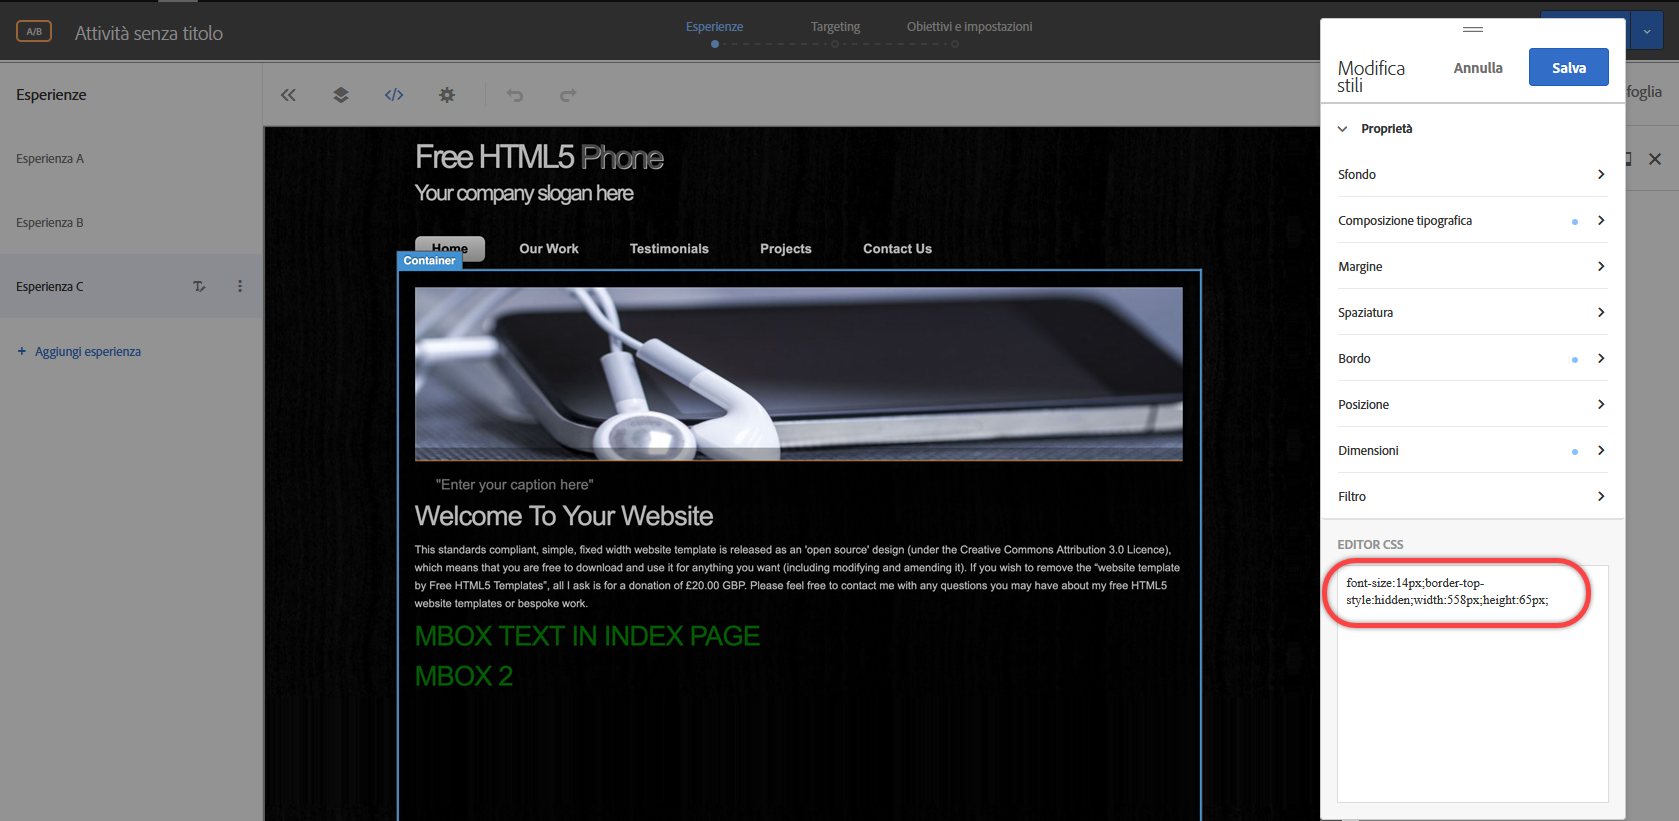 A/B
Attività senza titolo
Esperienze
Targeting
Obiettivi e impostazioni
Esperienze
Esperienza A
Esperienza B
Esperienza C
+ Aggiungi esperienza
</>
Free HTML5 Phone
Your company slogan here
Home
Our Work
Testimonials
Projects
Contact Us
Container
"Enter your caption here"
Welcome To Your Website
This standards compliant, simple, fixed width website template is released as an 'open source' design (under the Creative Commons Attribution 3.0 Licence),
which means that you are free to download and use it for anything you want (including modifying and amending it). If you wish to remove the “website template
by Free HTML5 Templates”, all I ask is for a donation of £20.00 GBP. Please feel free to contact me with any questions you may have about my free HTML5
website templates or bespoke work.
MBOX TEXT IN INDEX PAGE
MBOX 2
Modifica
stili
Annulla
Salva
foglia
Proprietà
Sfondo
Composizione tipografica
Margine
Spaziatura
Bordo
Posizione
Dimensioni
Filtro
EDITOR CSS
font-size:14px;border-top-
style:hidden;width:558px;height:65px;